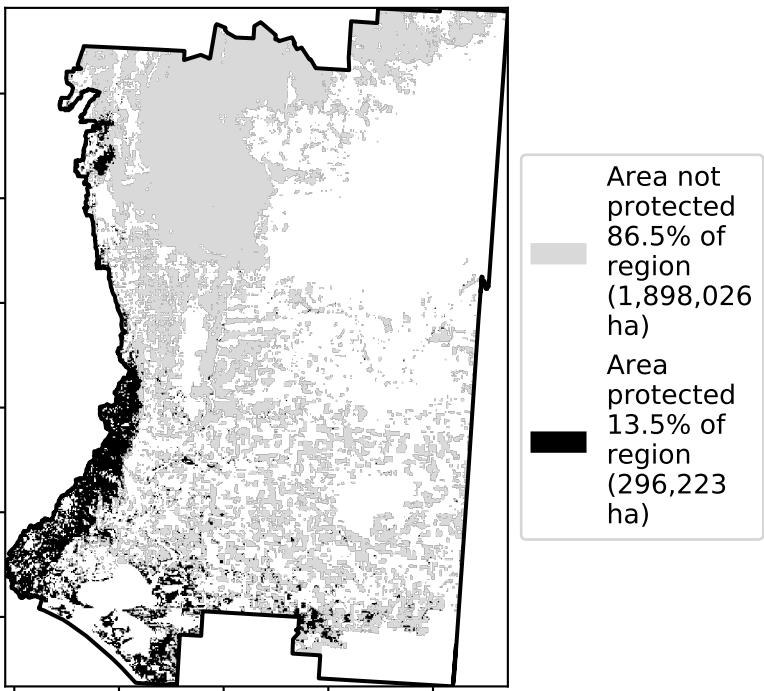 Area not
protected
86.5% of
region
(1,898,026
ha)
Area
protected
13.5% of
region
(296,223
ha)